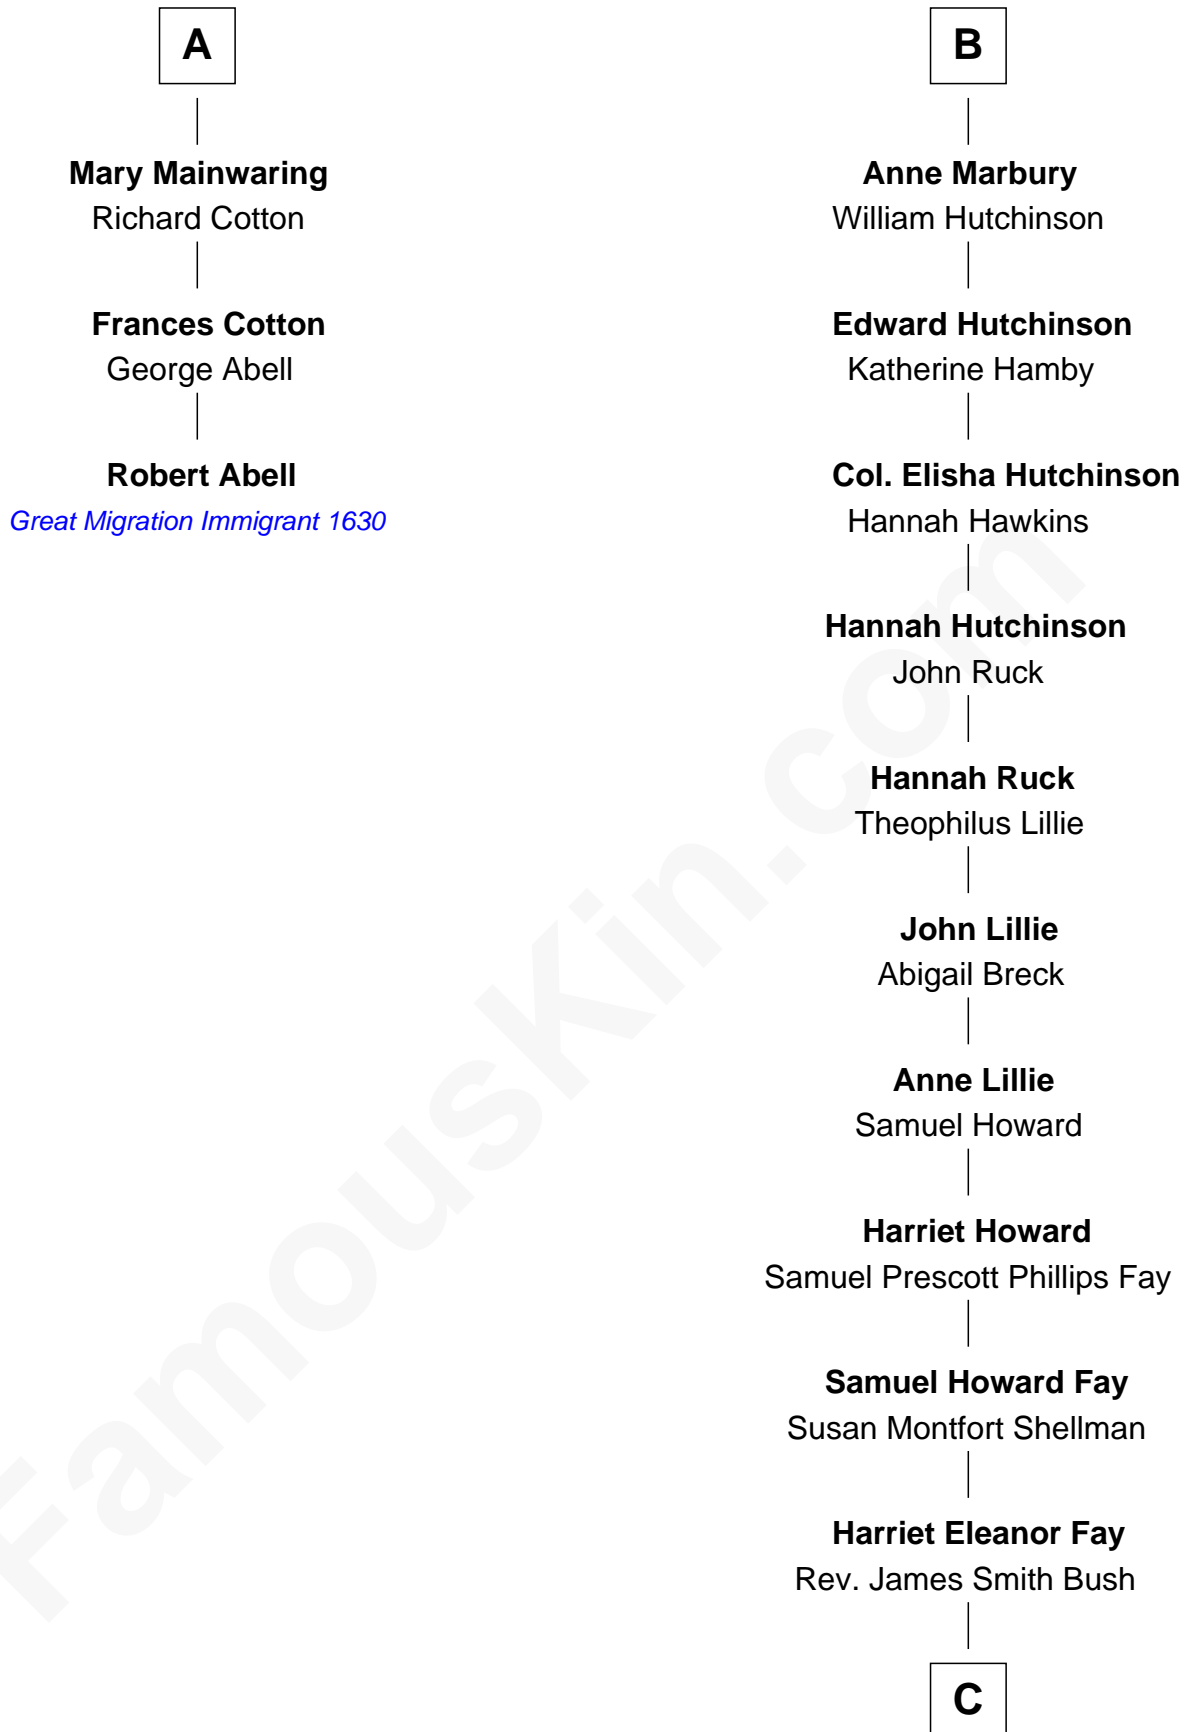 A
Mary Mainwaring
Richard Cotton
Frances Cotton
George Abell
Robert Abell
Great Migration Immigrant 1630
B
Anne Marbury
William Hutchinson
Edward Hutchinson
Katherine Hamby
Col. Elisha Hutchinson
Hannah Hawkins
Hannah Hutchinson
John Ruck
Hannah Ruck
Theophilus Lillie
John Lillie
Abigail Breck
Anne Lillie
Samuel Howard
Harriet Howard
Samuel Prescott Phillips Fay
Samuel Howard Fay
Susan Montfort Shellman
Harriet Eleanor Fay
Rev. James Smith Bush
C
FamousKin.com